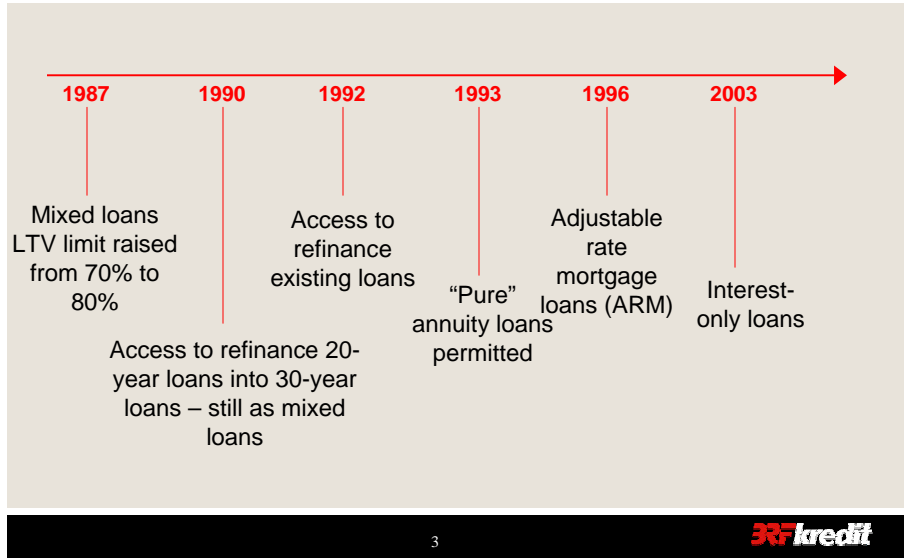 1987 1990 1992 1993 1996 2003
Mixed loans
LTV limit raised
from 70% to
80%
Access to refinance 20-
year loans into 30-year
loans – still as mixed
loans
Access to
refinance
existing loans
“Pure”
annuity loans
permitted
Adjustable
rate
mortgage
loans (ARM)
Interest-
only loans
3
BRFkredit